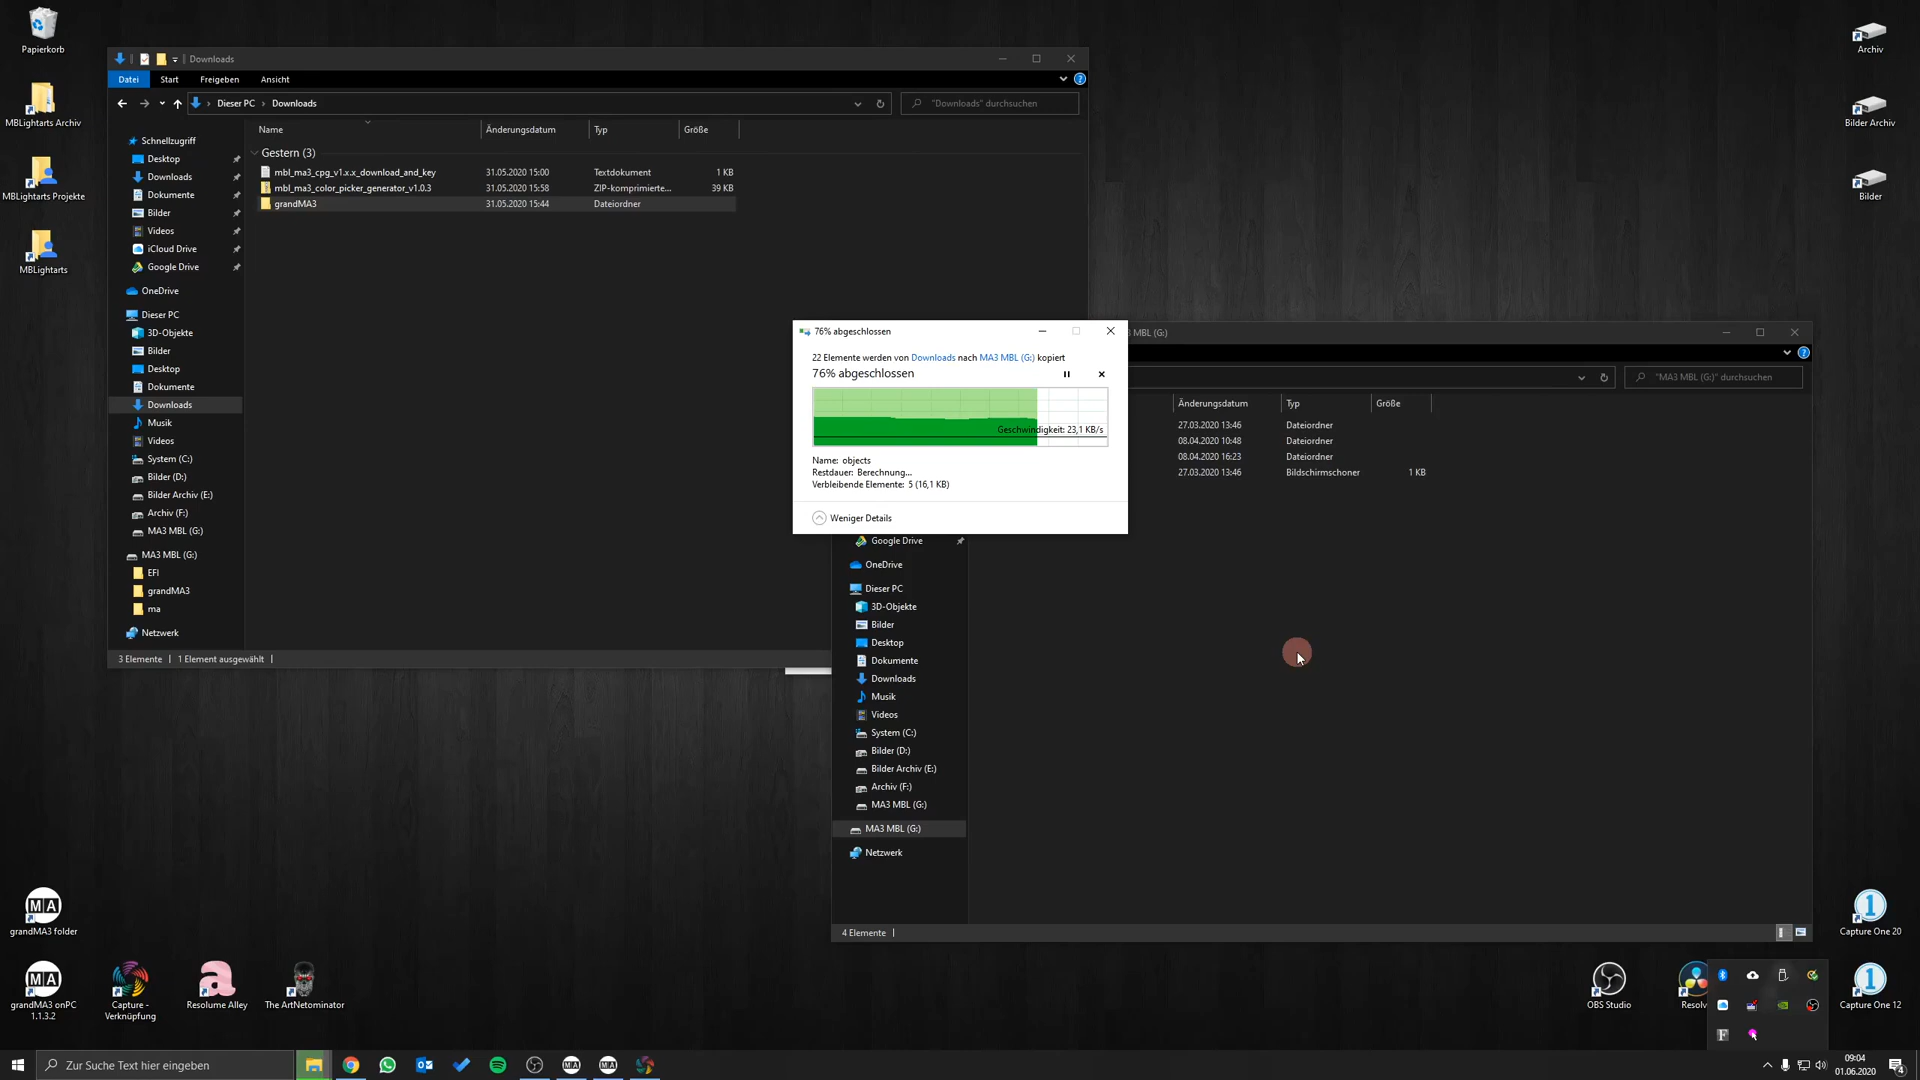 Papierkorb
MBLightarts Archiv
MBLightarts Projekte
MBLightarts
Archiv
Bilder Archiv
Bilder
Downloads
Datei Start Freigeben Ansicht
Dieser PC Downloads
"Downloads" durchsuchen
Name Änderungsdatum Typ Größe
Gestern (3)
mbl_ma3_cpg_v1.x.x_download_and_key 31.05.2020 15:00 Textdokument 1 KB
mbl_ma3_color_picker_generator_v1.0.3 31.05.2020 15:58 ZIP-komprimierte... 39 KB
grandMA3 31.05.2020 15:44 Dateiordner
Schnellzugriff
Desktop
Downloads
Dokumente
Bilder
Videos
iCloud Drive
Google Drive
OneDrive
Dieser PC
3D-Objekte
Bilder
Desktop
Dokumente
Downloads
Musik
Videos
System (C:)
Bilder (D:)
Bilder Archiv (E:)
Archiv (F:)
MA3 MBL (G:)
MA3 MBL (G:)
EFI
grandMA3
ma
Netzwerk
3 Elemente 1 Element ausgewählt
76% abgeschlossen
22 Elemente werden von Downloads nach MA3 MBL (G:) kopiert
76% abgeschlossen
Geschwindigkeit: 23,1 KB/s
Name: objects
Restdauer: Berechnung...
Verbleibende Elemente: 5 (16,1 KB)
Weniger Details
MBL (G:)
"MA3 MBL (G:)" durchsuchen
Änderungsdatum Typ Größe
27.03.2020 13:46 Dateiordner
08.04.2020 10:48 Dateiordner
08.04.2020 16:23 Dateiordner
27.03.2020 13:46 Bildschirmschoner 1 KB
Google Drive
OneDrive
Dieser PC
3D-Objekte
Bilder
Desktop
Dokumente
Downloads
Musik
Videos
System (C:)
Bilder (D:)
Bilder Archiv (E:)
Archiv (F:)
MA3 MBL (G:)
MA3 MBL (G:)
Netzwerk
4 Elemente
MA
grandMA3 folder
MA
grandMA3 onPC
1.1.3.2
Capture -
Verknüpfung
Resolume Alley
The ArtNetominator
OBS Studio
Resolv
1
Capture One 20
1
Capture One 12
Zur Suche Text hier eingeben
MA
MA
09:04
01.06.2020
4